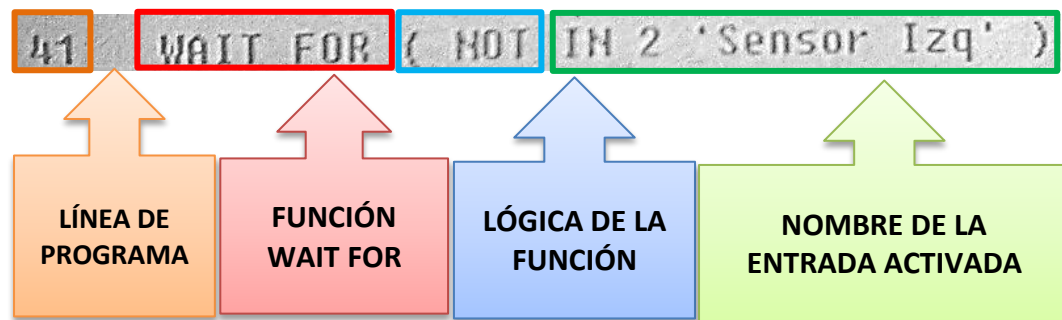 41 WAIT FOR ( NOT IN 2 'Sensor Izq' )
LÍNEA DE
PROGRAMA
FUNCIÓN
WAIT FOR
LÓGICA DE LA
FUNCIÓN
NOMBRE DE LA
ENTRADA ACTIVADA